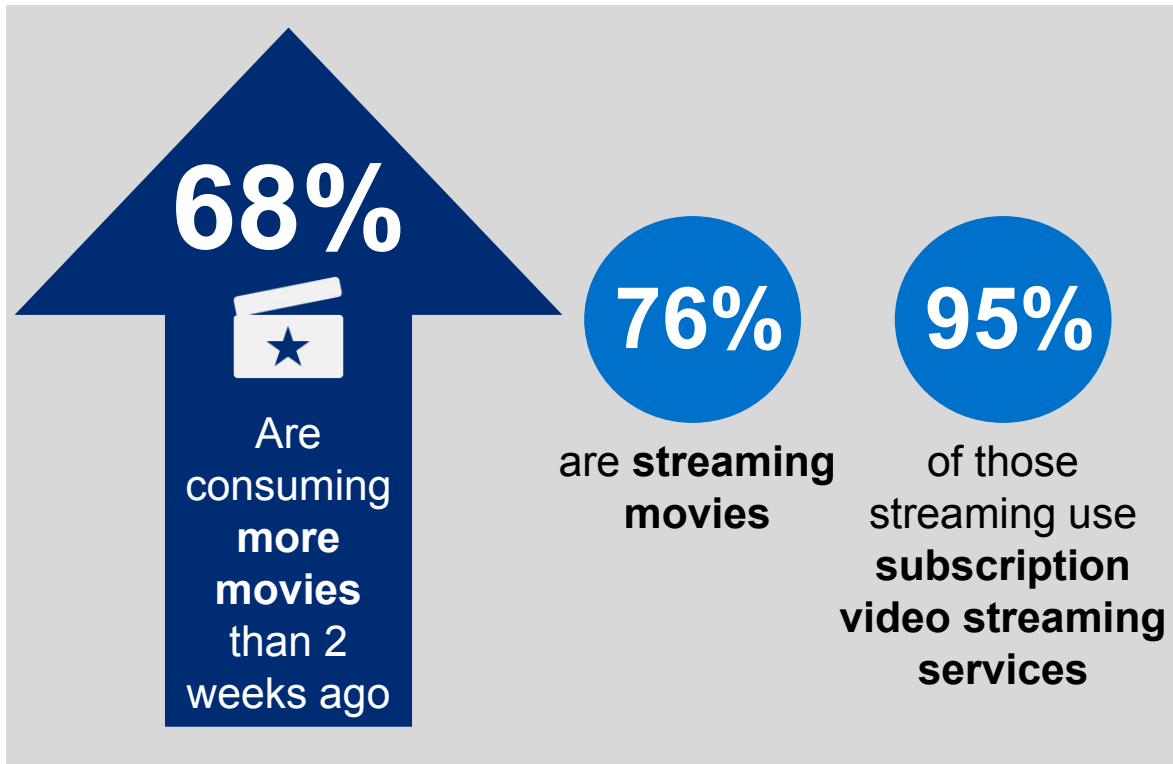 68%
Are
consuming
more
movies
than 2
weeks ago
76%
are streaming
movies
95%
of those
streaming use
subscription
video streaming
services